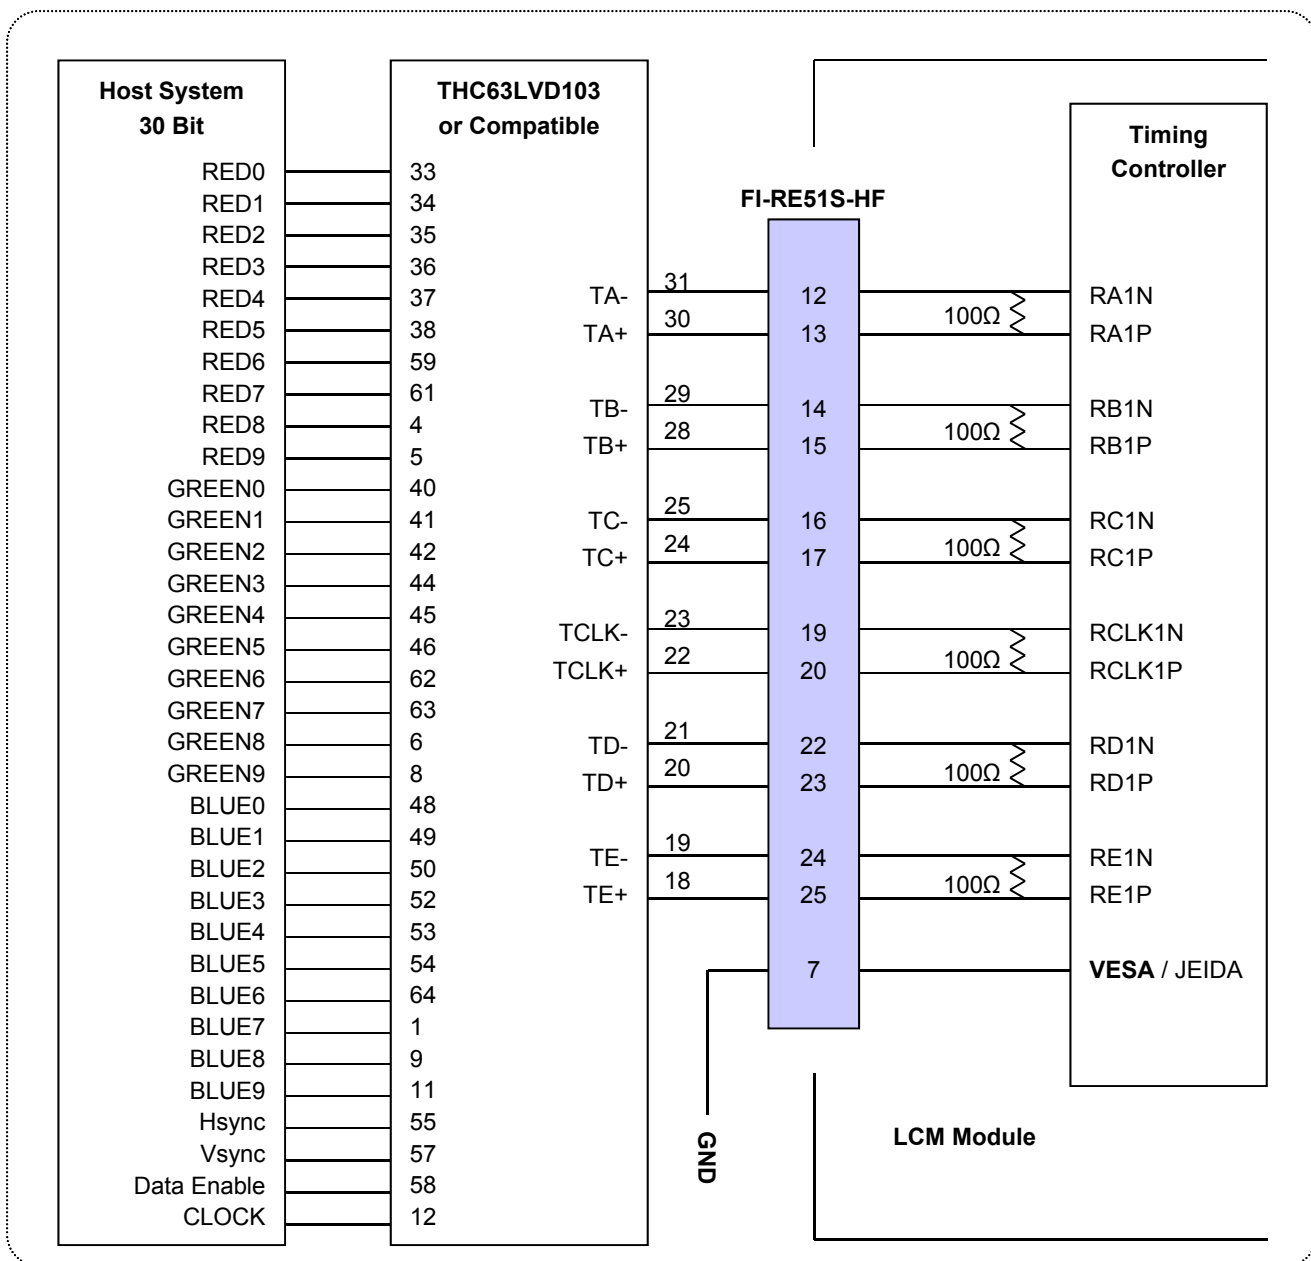 Host System
30 Bit
RED0
RED1
RED2
RED3
RED4
RED5
RED6
RED7
RED8
RED9
GREEN0
GREEN1
GREEN2
GREEN3
GREEN4
GREEN5
GREEN6
GREEN7
GREEN8
GREEN9
BLUE0
BLUE1
BLUE2
BLUE3
BLUE4
BLUE5
BLUE6
BLUE7
BLUE8
BLUE9
Hsync
Vsync
Data Enable
CLOCK
THC63LVD103
or Compatible
33
34
35
36
37
38
59
61
4
5
40
41
42
44
45
46
62
63
6
8
48
49
50
52
53
54
64
1
9
11
55
57
58
12
TA-
TA+
TB-
TB+
TC-
TC+
TCLK-
TCLK+
TD-
TD+
TE-
TE+
31
30
29
28
25
24
23
22
21
20
19
18
GND
FI-RE51S-HF
12
13
14
15
16
17
19
20
22
23
24
25
7
100Ω
100Ω
100Ω
100Ω
100Ω
100Ω
LCM Module
Timing
Controller
RA1N
RA1P
RB1N
RB1P
RC1N
RC1P
RCLK1N
RCLK1P
RD1N
RD1P
RE1N
RE1P
VESA / JEIDA